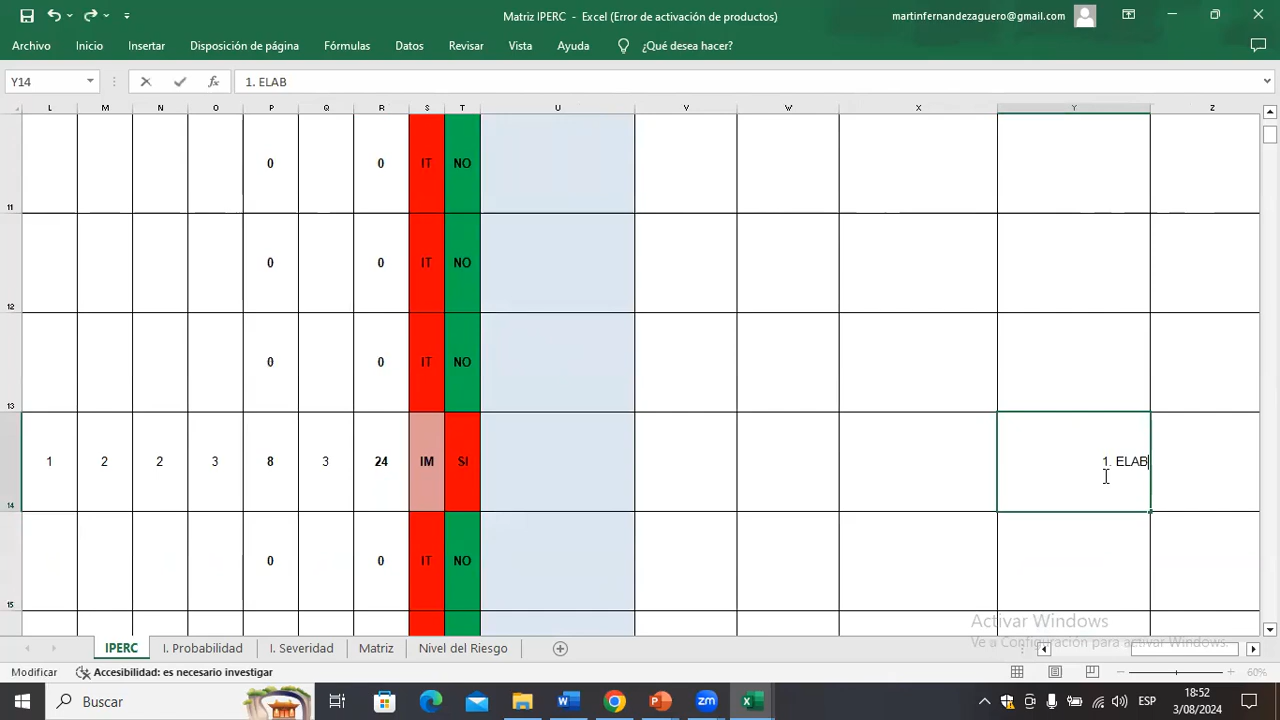 Matriz IPERC - Excel (Error de activación de productos)
martinfernandezaguero@gmail.com
Archivo Inicio Insertar Disposición de página Fórmulas Datos Revisar Vista Ayuda ¿Qué desea hacer?
Y14 fx 1. ELAB
L M N O P Q R S T U V W X Y Z
11 0 0 IT NO
12 0 0 IT NO
13 0 0 IT NO
14 1 2 2 3 8 3 24 IM SI 1. ELAB
15 0 0 IT NO
Activar Windows
Ve a Configuración para activar Windows.
IPERC I. Probabilidad I. Severidad Matriz Nivel del Riesgo
Modificar Accesibilidad: es necesario investigar 60%
Buscar ESP 18:52
3/08/2024